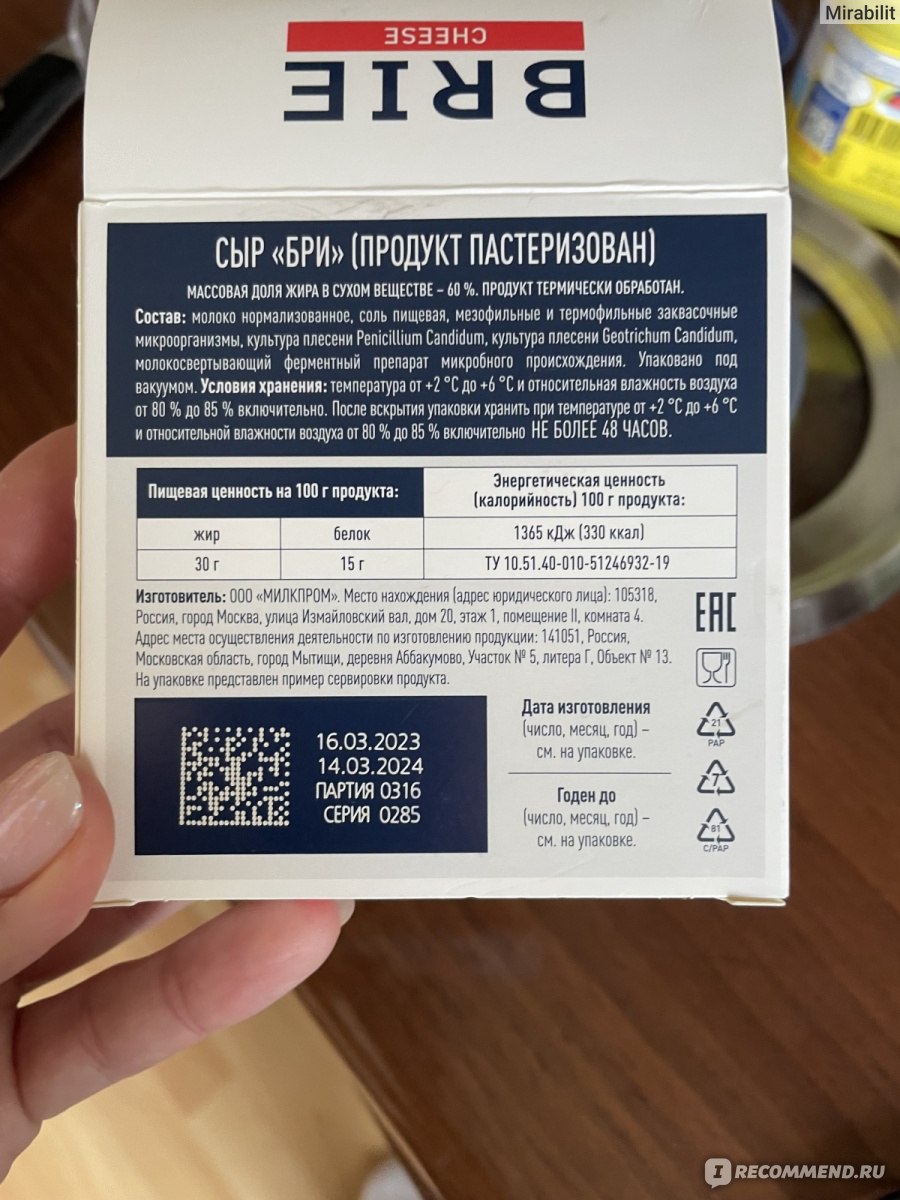 Mirabilit
BRIE
CHEESE
СЫР «БРИ» (ПРОДУКТ ПАСТЕРИЗОВАН)
МАССОВАЯ ДОЛЯ ЖИРА В СУХОМ ВЕЩЕСТВЕ – 60 %. ПРОДУКТ ТЕРМИЧЕСКИ ОБРАБОТАН.
Состав: молоко нормализованное, соль пищевая, мезофильные и термофильные заквасочные
микроорганизмы, культура плесени Penicillium Candidum, культура плесени Geotrichum Candidum,
молокосвертывающий ферментный препарат микробного происхождения. Упаковано под
вакуумом. Условия хранения: температура от +2 °C до +6 °C и относительная влажность воздуха
от 80 % до 85 % включительно. После вскрытия упаковки хранить при температуре от +2 °C до +6 °C
и относительной влажности воздуха от 80 % до 85 % включительно НЕ БОЛЕЕ 48 ЧАСОВ.
Пищевая ценность на 100 г продукта:
Энергетическая ценность
(калорийность) 100 г продукта:
жир белок 1365 кДж (330 ккал)
30 г 15 г ТУ 10.51.40-010-51246932-19
Изготовитель: ООО «МИЛКПРОМ». Место нахождения (адрес юридического лица): 105318,
Россия, город Москва, улица Измайловский вал, дом 20, этаж 1, помещение II, комната 4.
Адрес места осуществления деятельности по изготовлению продукции: 141051, Россия,
Московская область, город Мытищи, деревня Аббакумово, Участок № 5, литера Г, Объект № 13.
На упаковке представлен пример сервировки продукта.
EAC
16.03.2023
14.03.2024
ПАРТИЯ 0316
СЕРИЯ 0285
Дата изготовления
(число, месяц, год) –
см. на упаковке.
Годен до
(число, месяц, год) –
см. на упаковке.
21
PAP
7
81
C/PAP
IRECOMMEND.RU